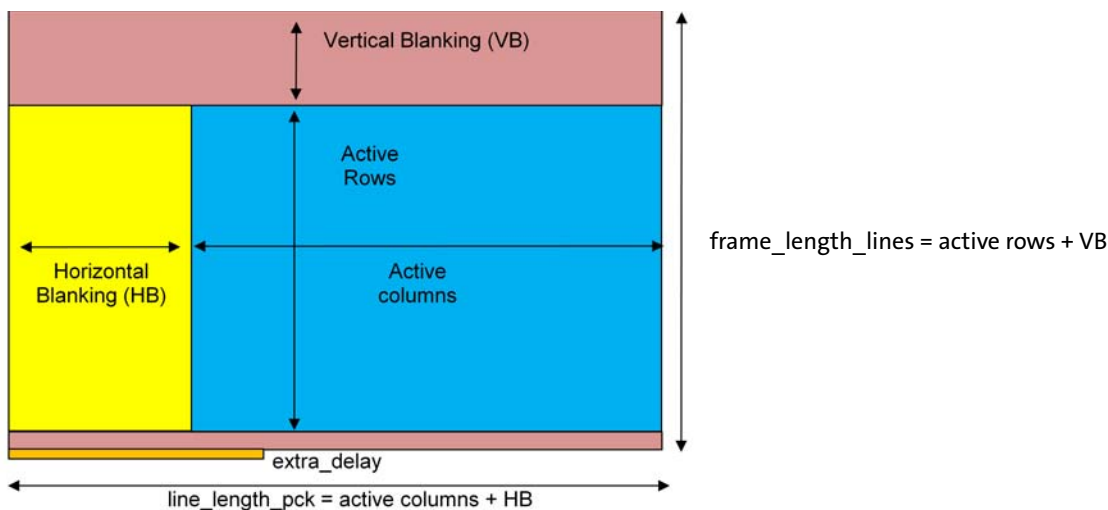 Vertical Blanking (VB)
Active
Rows
frame_length_lines = active rows + VB
Horizontal
Blanking (HB)
Active
columns
extra_delay
line_length_pck = active columns + HB